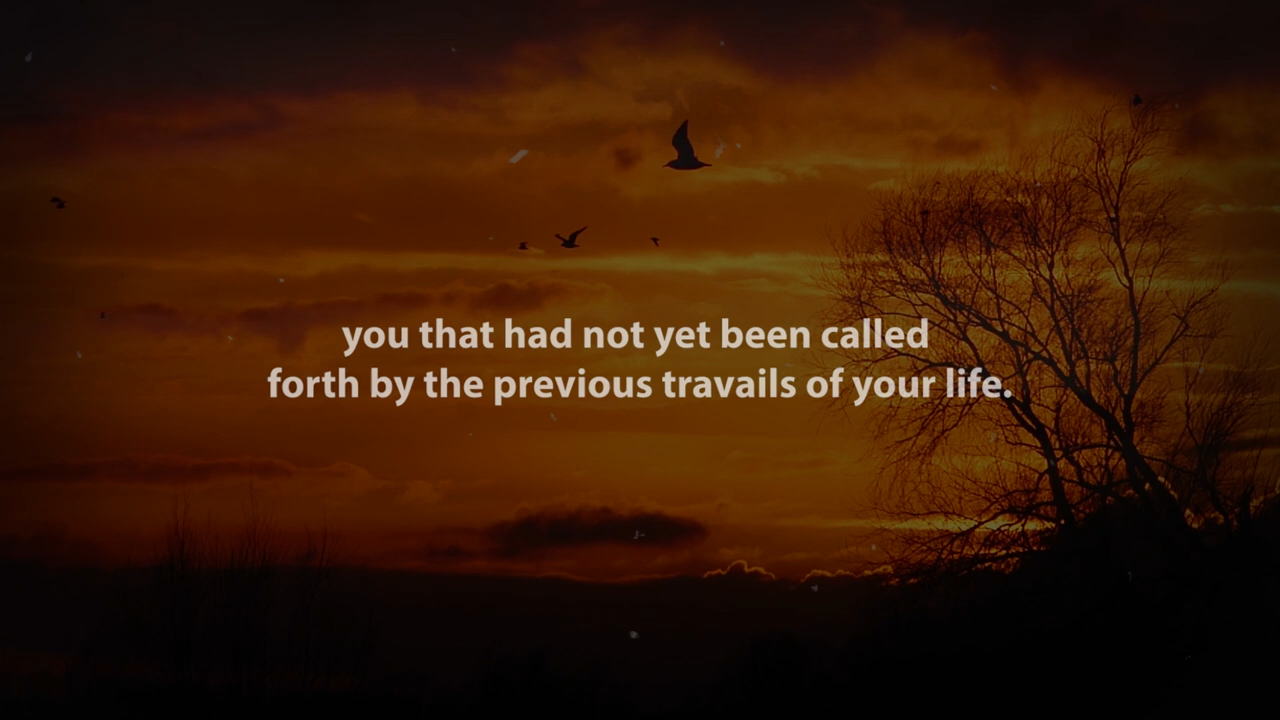 you that had not yet been called
forth by the previous travails of your life.